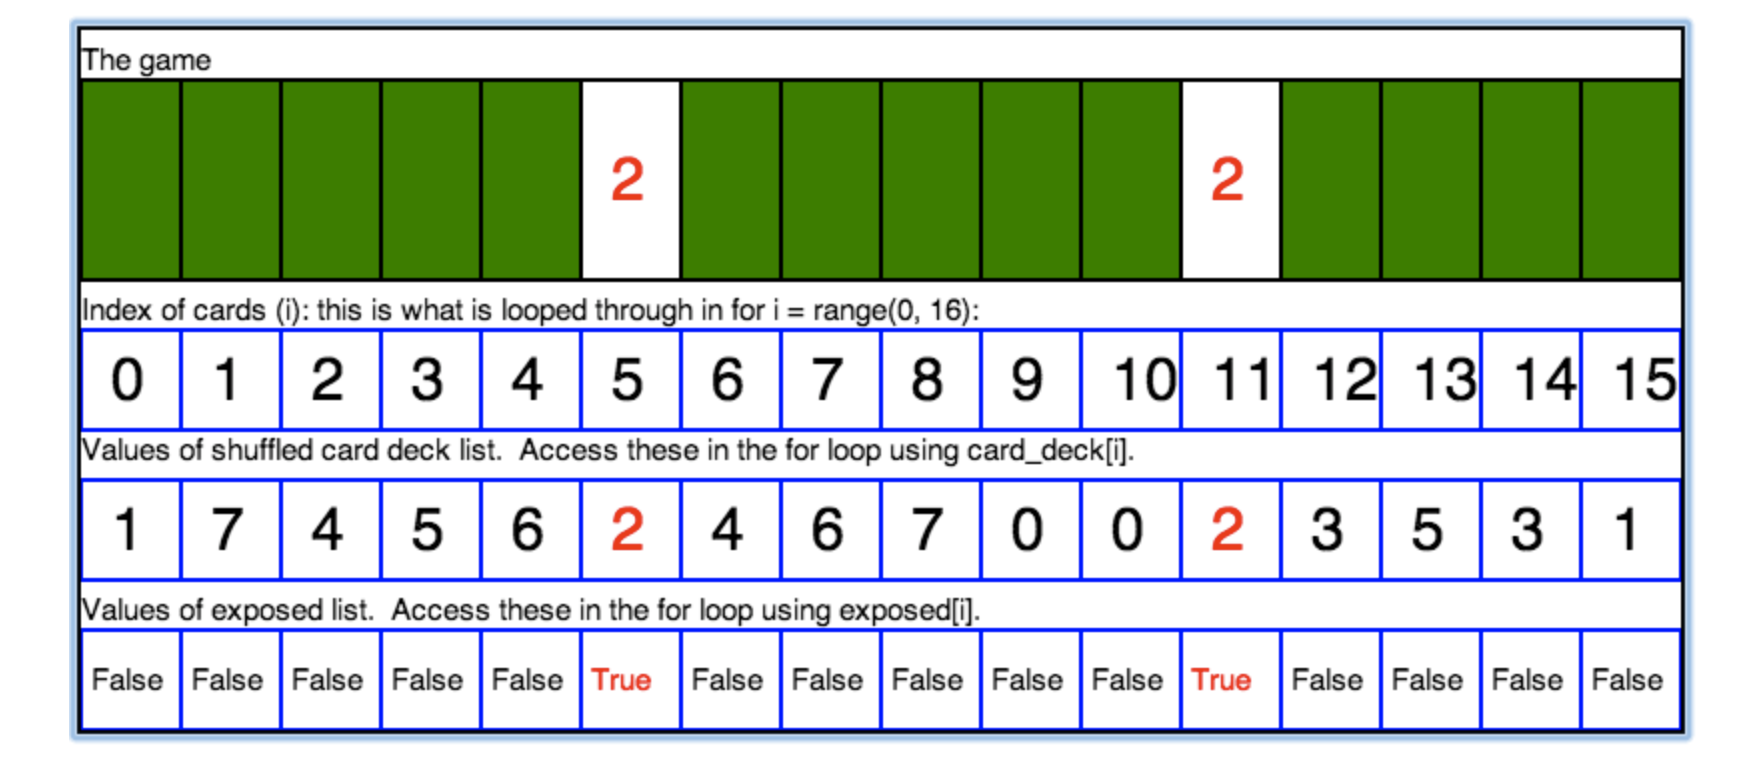 The game
2 2
Index of cards (i): this is what is looped through in for i = range(0, 16):
0 1 2 3 4 5 6 7 8 9 10 11 12 13 14 15
Values of shuffled card deck list.  Access these in the for loop using card_deck[i].
1 7 4 5 6 2 4 6 7 0 0 2 3 5 3 1
Values of exposed list.  Access these in the for loop using exposed[i].
False False False False False True False False False False False True False False False False